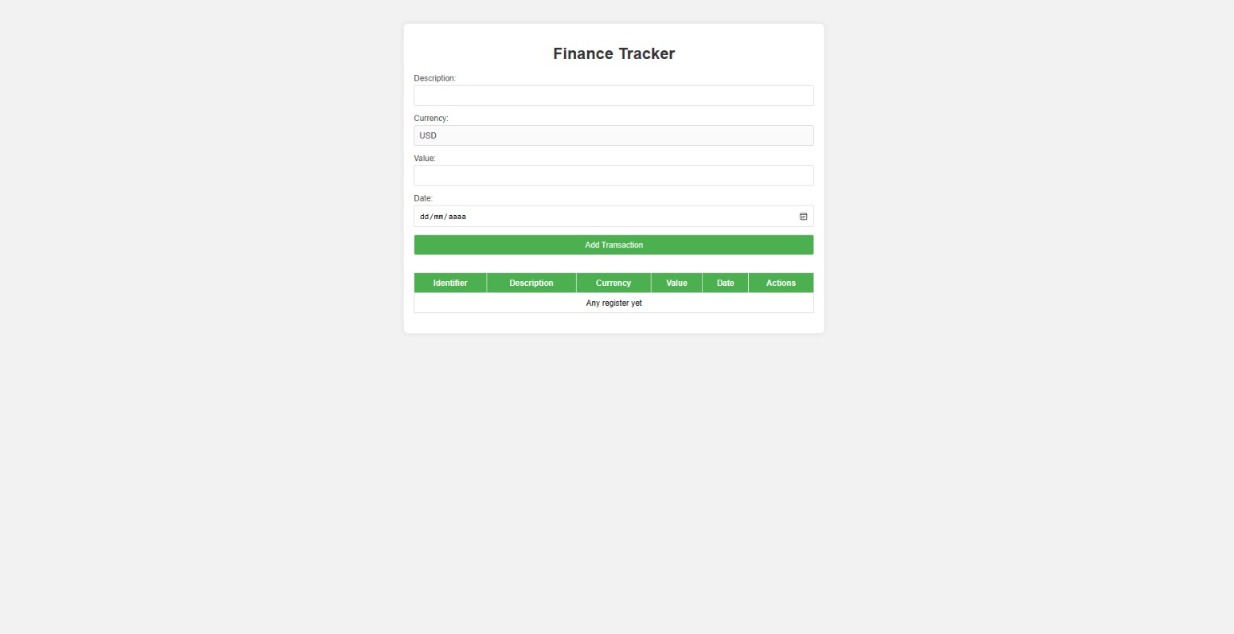 Finance Tracker
Description:
Currency:
USD
Value:
Date:
dd/mm/aaaa
Add Transaction
Identifier Description Currency Value Date Actions
Any register yet